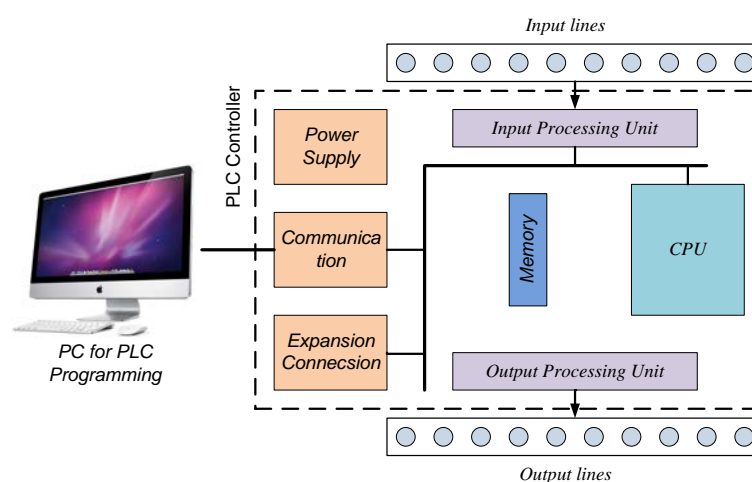 Input lines
PLC Controller
Power
Supply
Input Processing Unit
Communica
tion
Memory
CPU
Expansion
Connecsion
PC for PLC
Programming
Output Processing Unit
Output lines